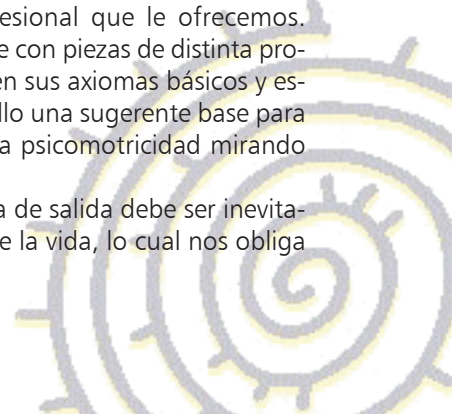 esional que le ofrecemos.
e con piezas de distinta pro-
en sus axiomas básicos y es-
llo una sugerente base para
a psicomotricidad mirando
a de salida debe ser inevita-
e la vida, lo cual nos obliga